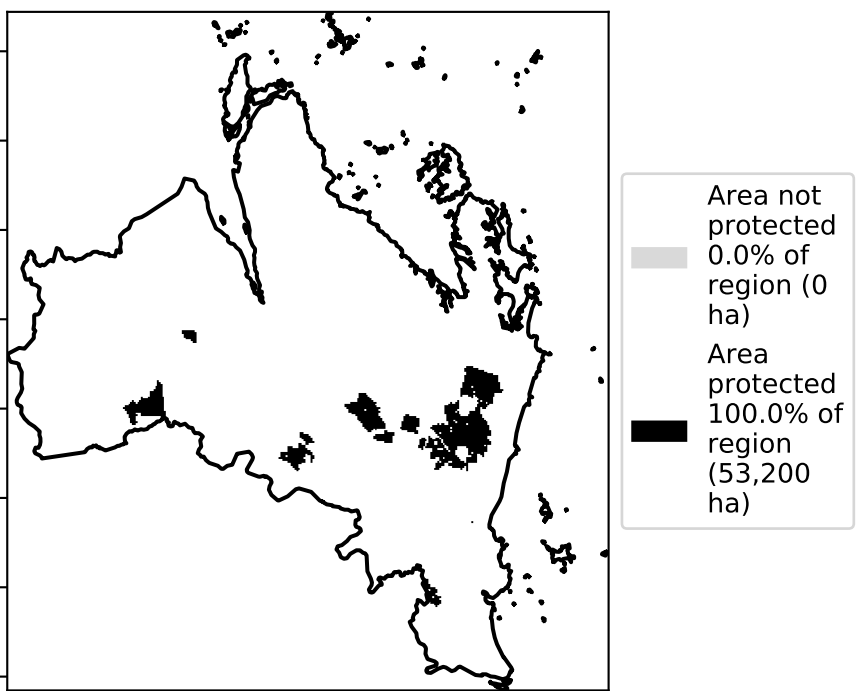 Area not
protected
0.0% of
region (0
ha)
Area
protected
100.0% of
region
(53,200
ha)